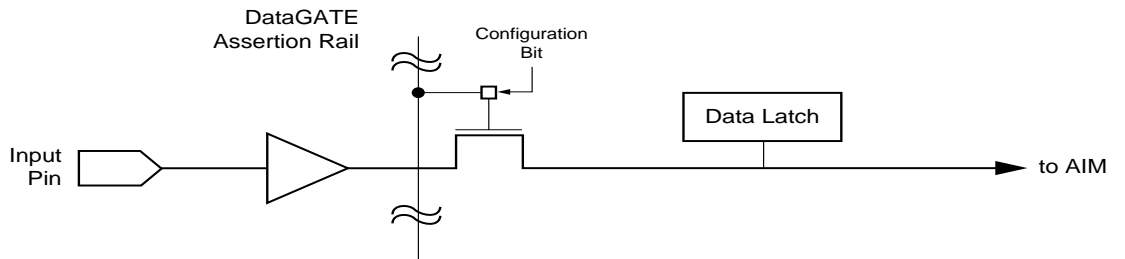 DataGATE
Assertion Rail
Configuration
Bit
Data Latch
Input
Pin
to AIM